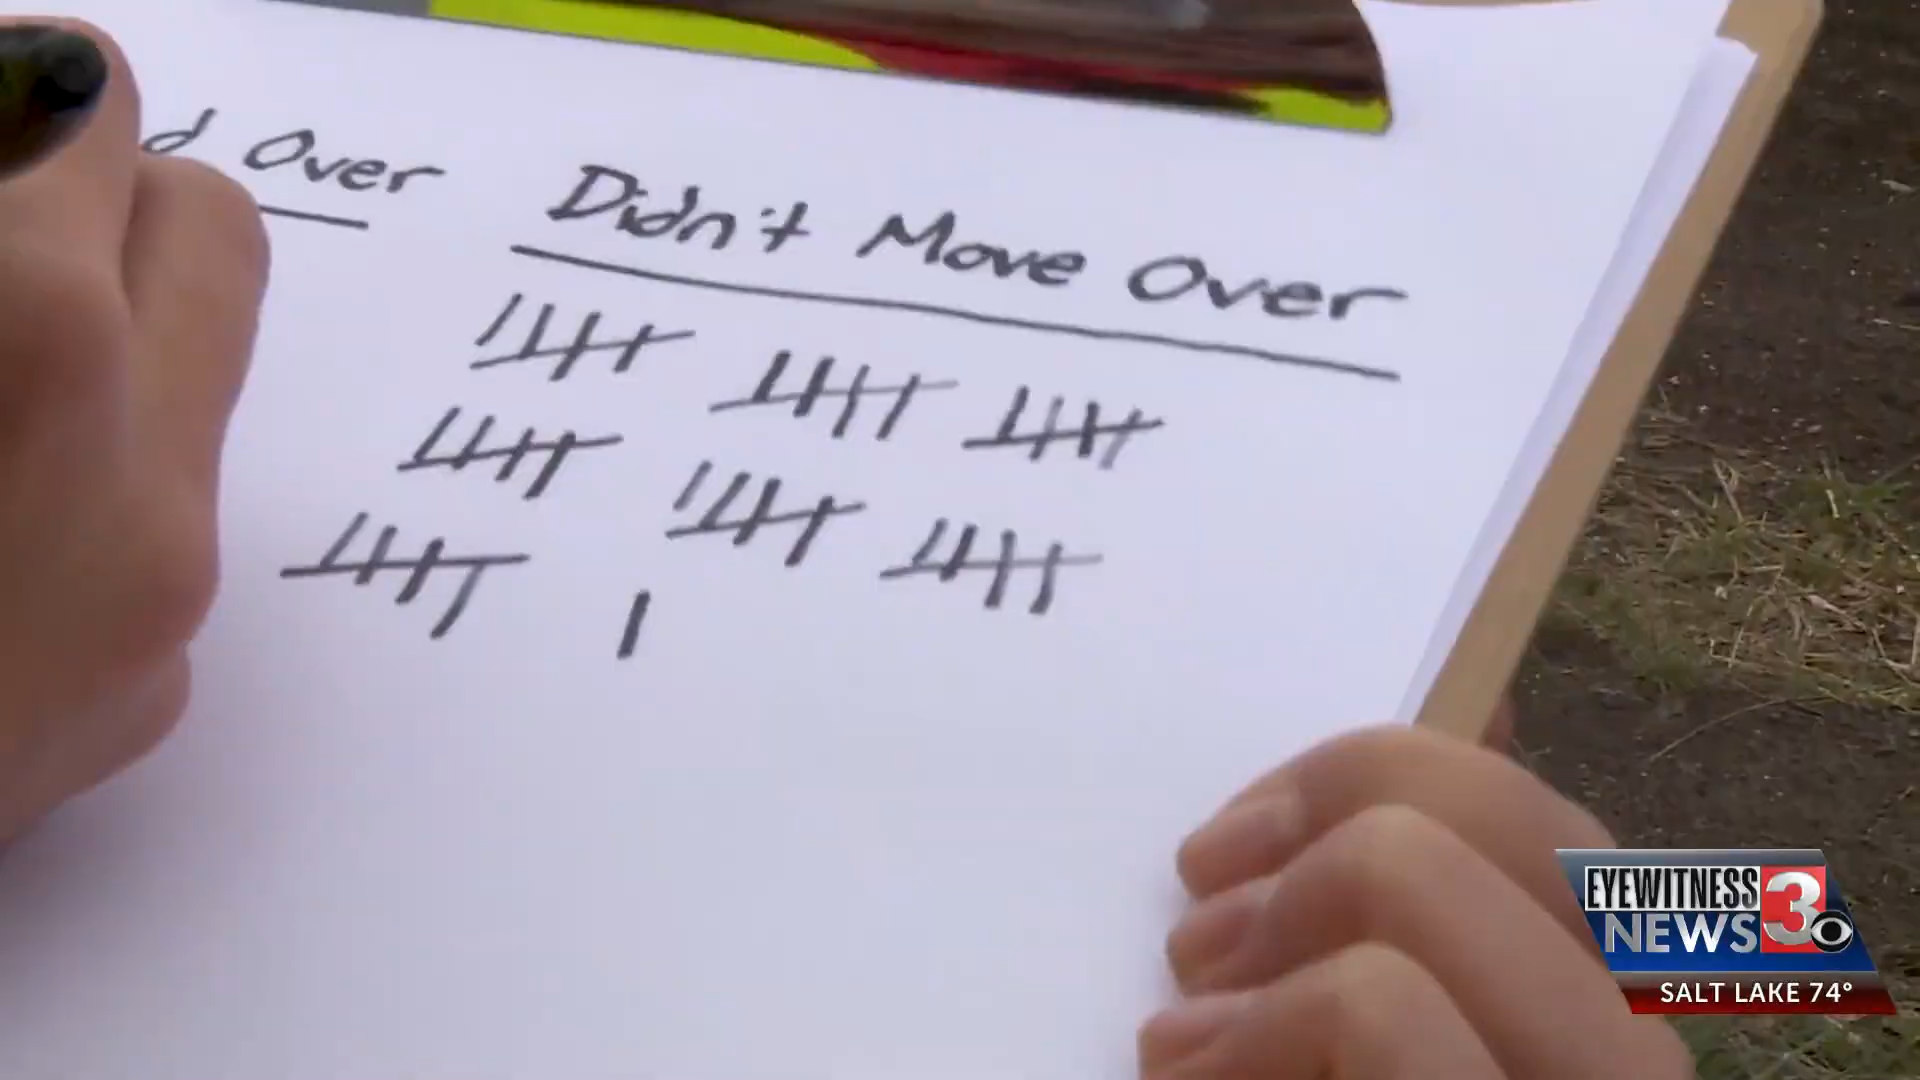 d Over
Didn't Move Over
EYEWITNESS
NEWS 3
SALT LAKE 74°